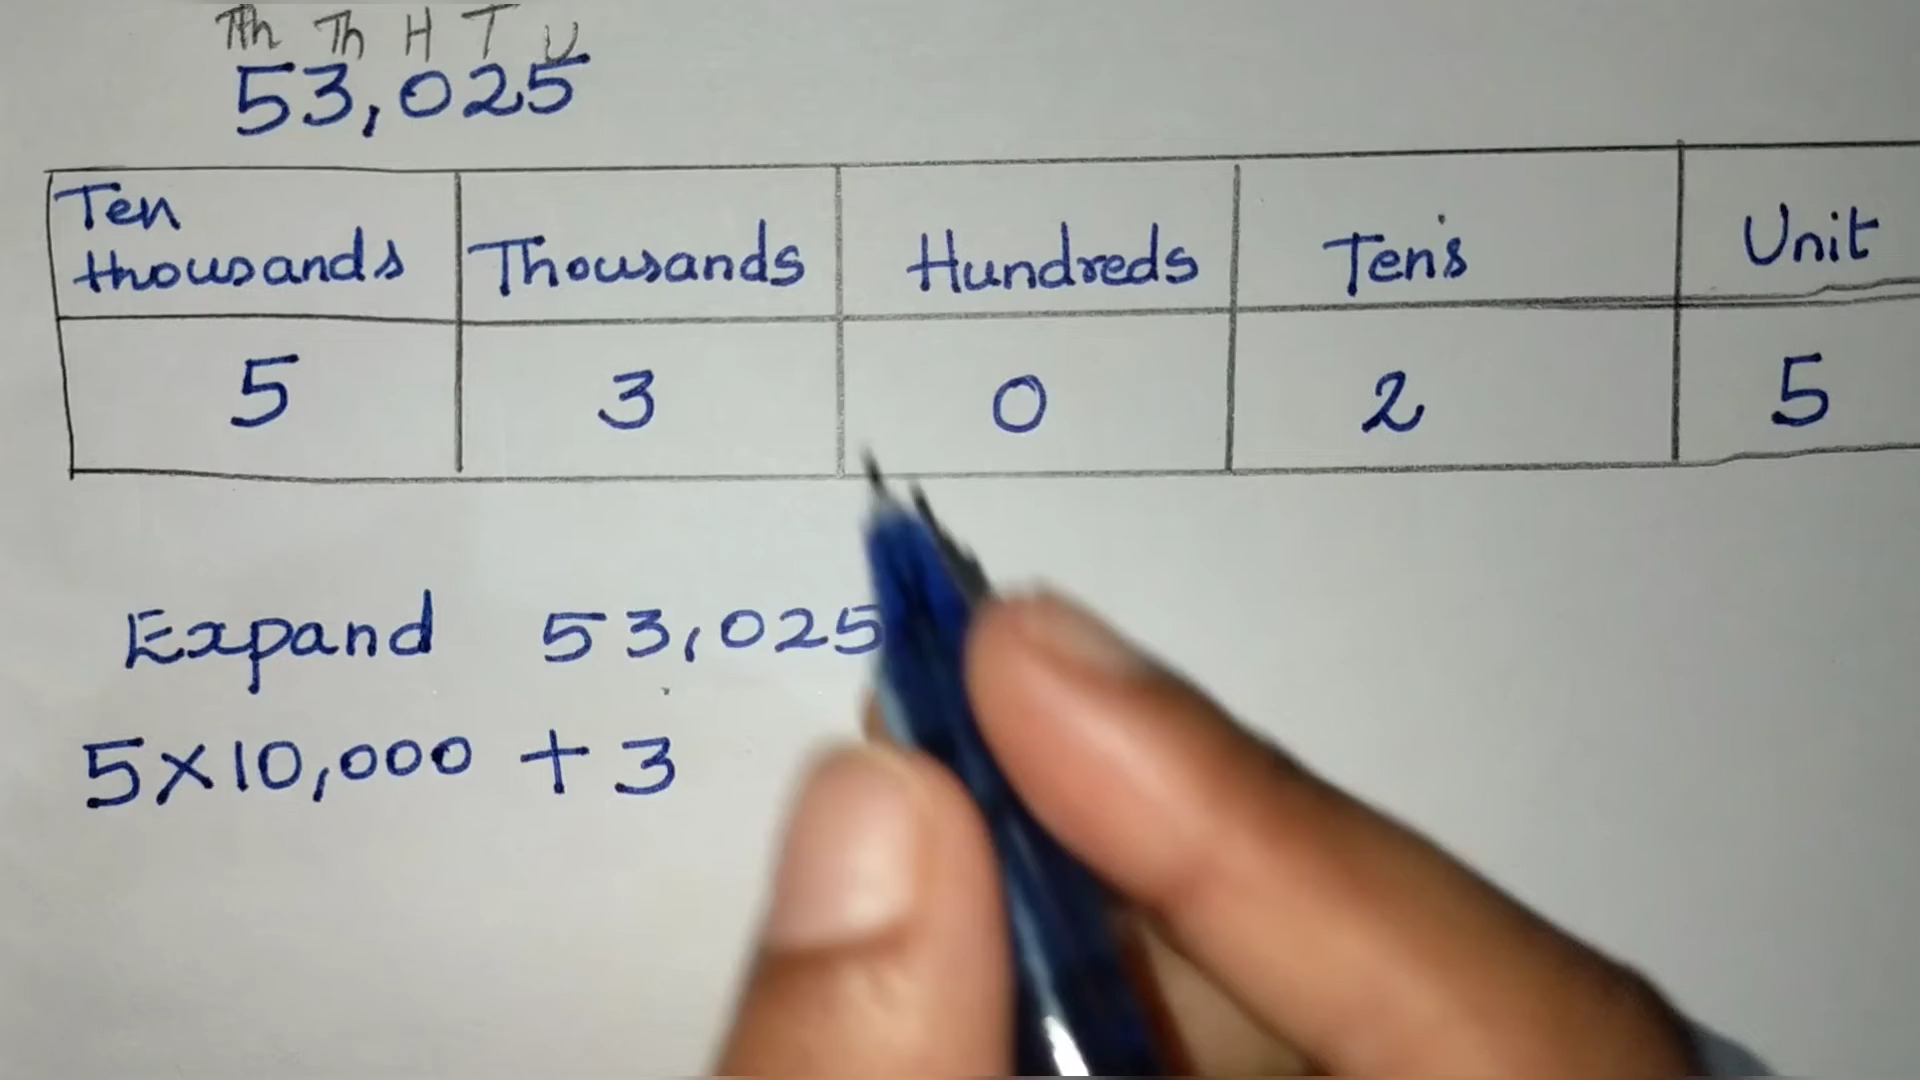 TTh Th H T U
53,025
Ten thousands Thousands Hundreds Ten's Unit
5 3 0 2 5
Expand 53,025
5×10,000 + 3